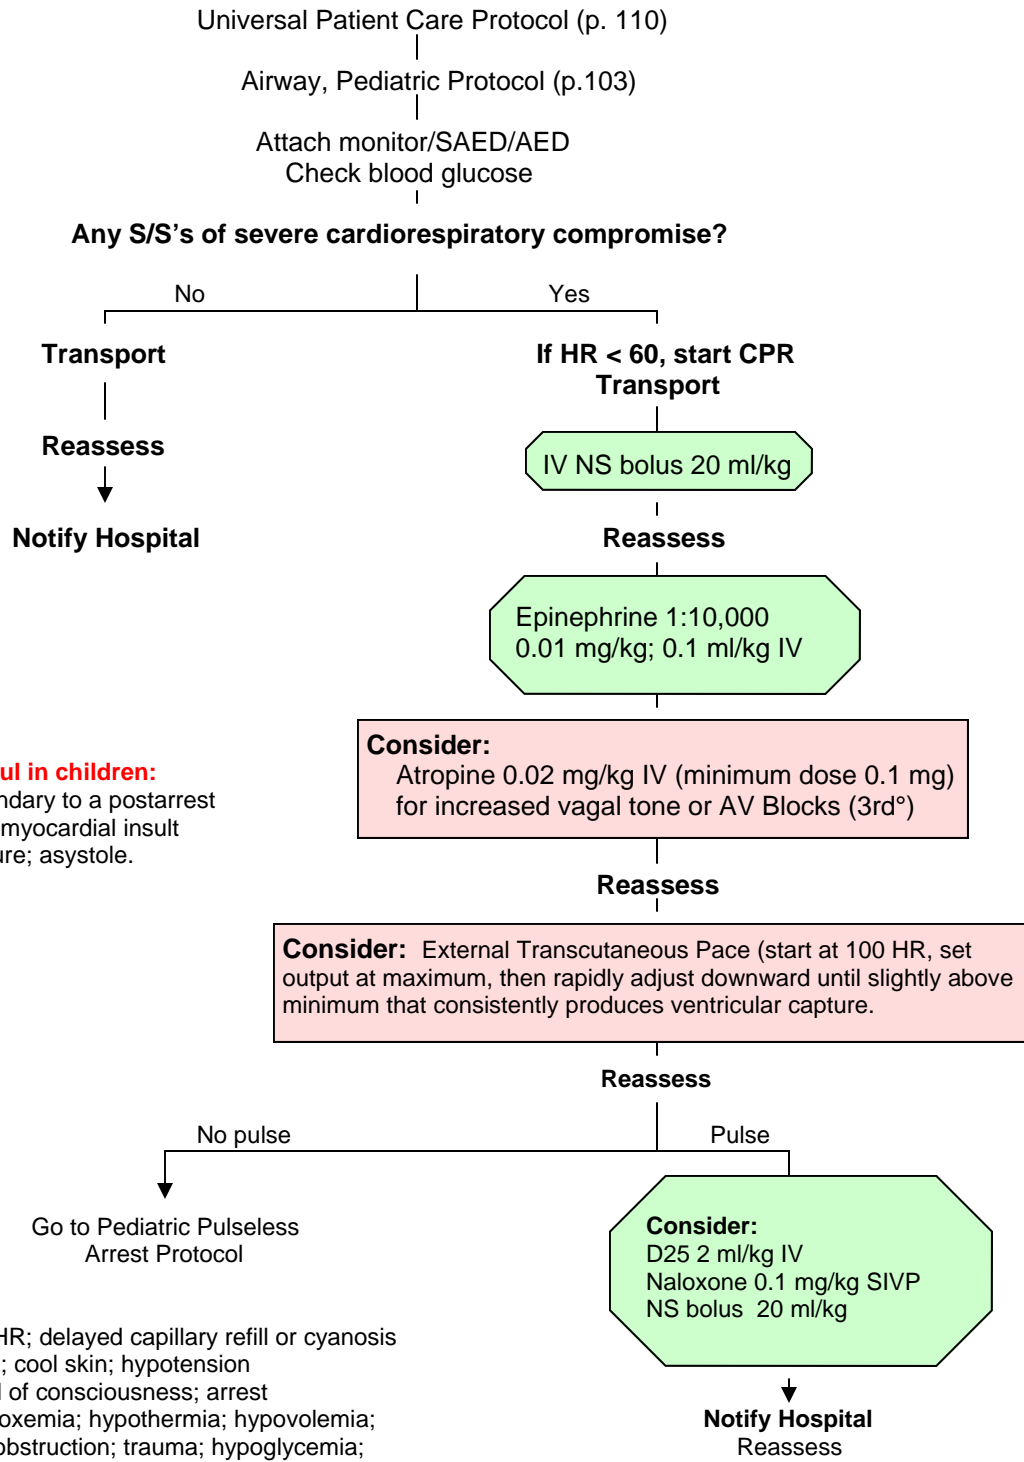 Universal Patient Care Protocol (p. 110)
Airway, Pediatric Protocol (p.103)
Attach monitor/SAED/AED
Check blood glucose
Any S/S's of severe cardiorespiratory compromise?
No
Yes
Transport
Reassess
Notify Hospital
If HR < 60, start CPR
Transport
IV NS bolus 20 ml/kg
Reassess
Epinephrine 1:10,000
0.01 mg/kg; 0.1 ml/kg IV
Consider:
Atropine 0.02 mg/kg IV (minimum dose 0.1 mg)
for increased vagal tone or AV Blocks (3rd°)
in children:
to a postarrest
myocardial insult
asystole.
Reassess
Consider: External Transcutaneous Pace (start at 100 HR, set
output at maximum, then rapidly adjust downward until slightly above
minimum that consistently produces ventricular capture.
Reassess
No pulse
Pulse
Go to Pediatric Pulseless
Arrest Protocol
Consider:
D25 2 ml/kg IV
Naloxone 0.1 mg/kg SIVP
NS bolus 20 ml/kg
HR; delayed capillary refill or cyanosis
; cool skin; hypotension
of consciousness; arrest
hypothermia; hypovolemia;
obstruction; trauma; hypoglycemia;
Notify Hospital
Reassess